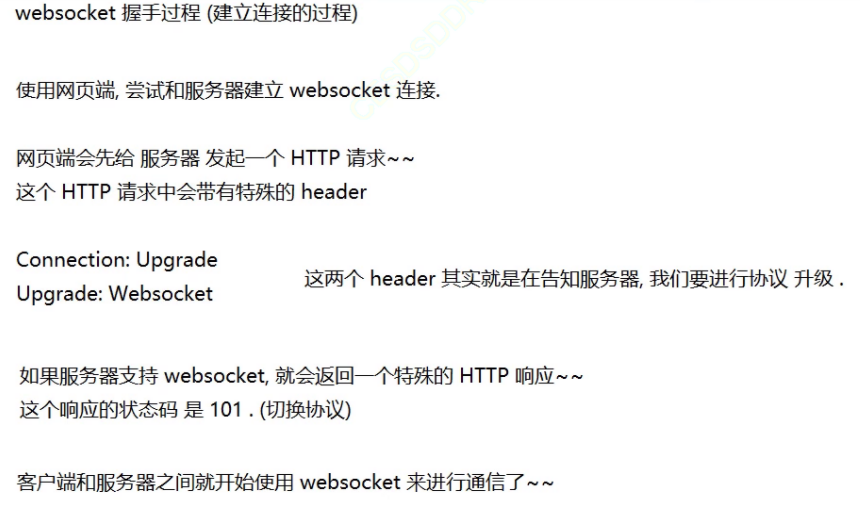 websocket 握手过程 (建立连接的过程)
使用网页端, 尝试和服务器建立 websocket 连接.
网页端会先给 服务器 发起一个 HTTP 请求~~
这个 HTTP 请求中会带有特殊的 header
Connection: Upgrade
Upgrade: Websocket
这两个 header 其实就是在告知服务器, 我们要进行协议 升级 .
如果服务器支持 websocket, 就会返回一个特殊的 HTTP 响应~~
这个响应的状态码 是 101 . (切换协议)
客户端和服务器之间就开始使用 websocket 来进行通信了~~